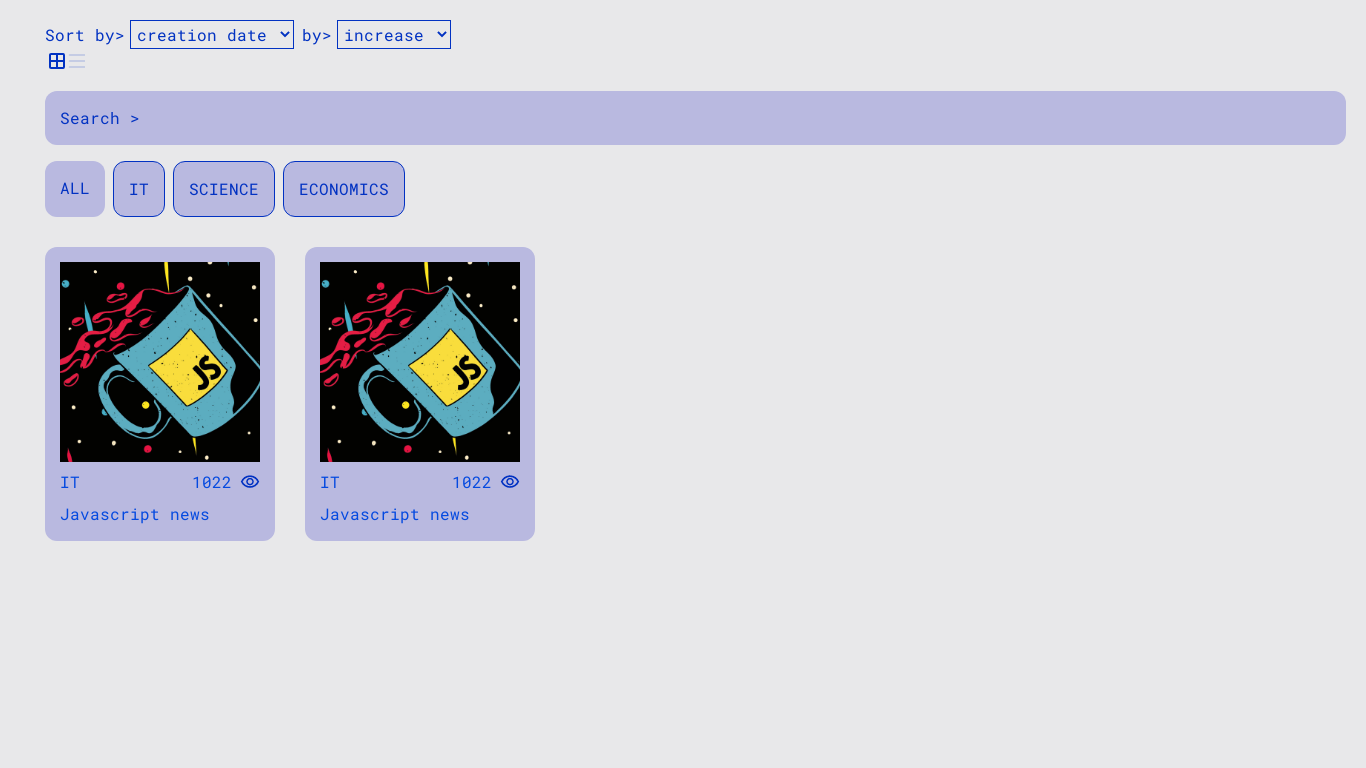 Sort by> creation date by> increase
Search >
ALL IT SCIENCE ECONOMICS
JS JS
IT 1022 IT 1022
Javascript news Javascript news